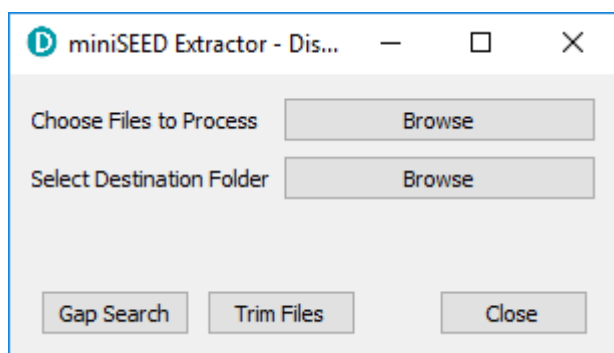 D miniSEED Extractor - Dis...
Choose Files to Process Browse
Select Destination Folder Browse
Gap Search Trim Files Close